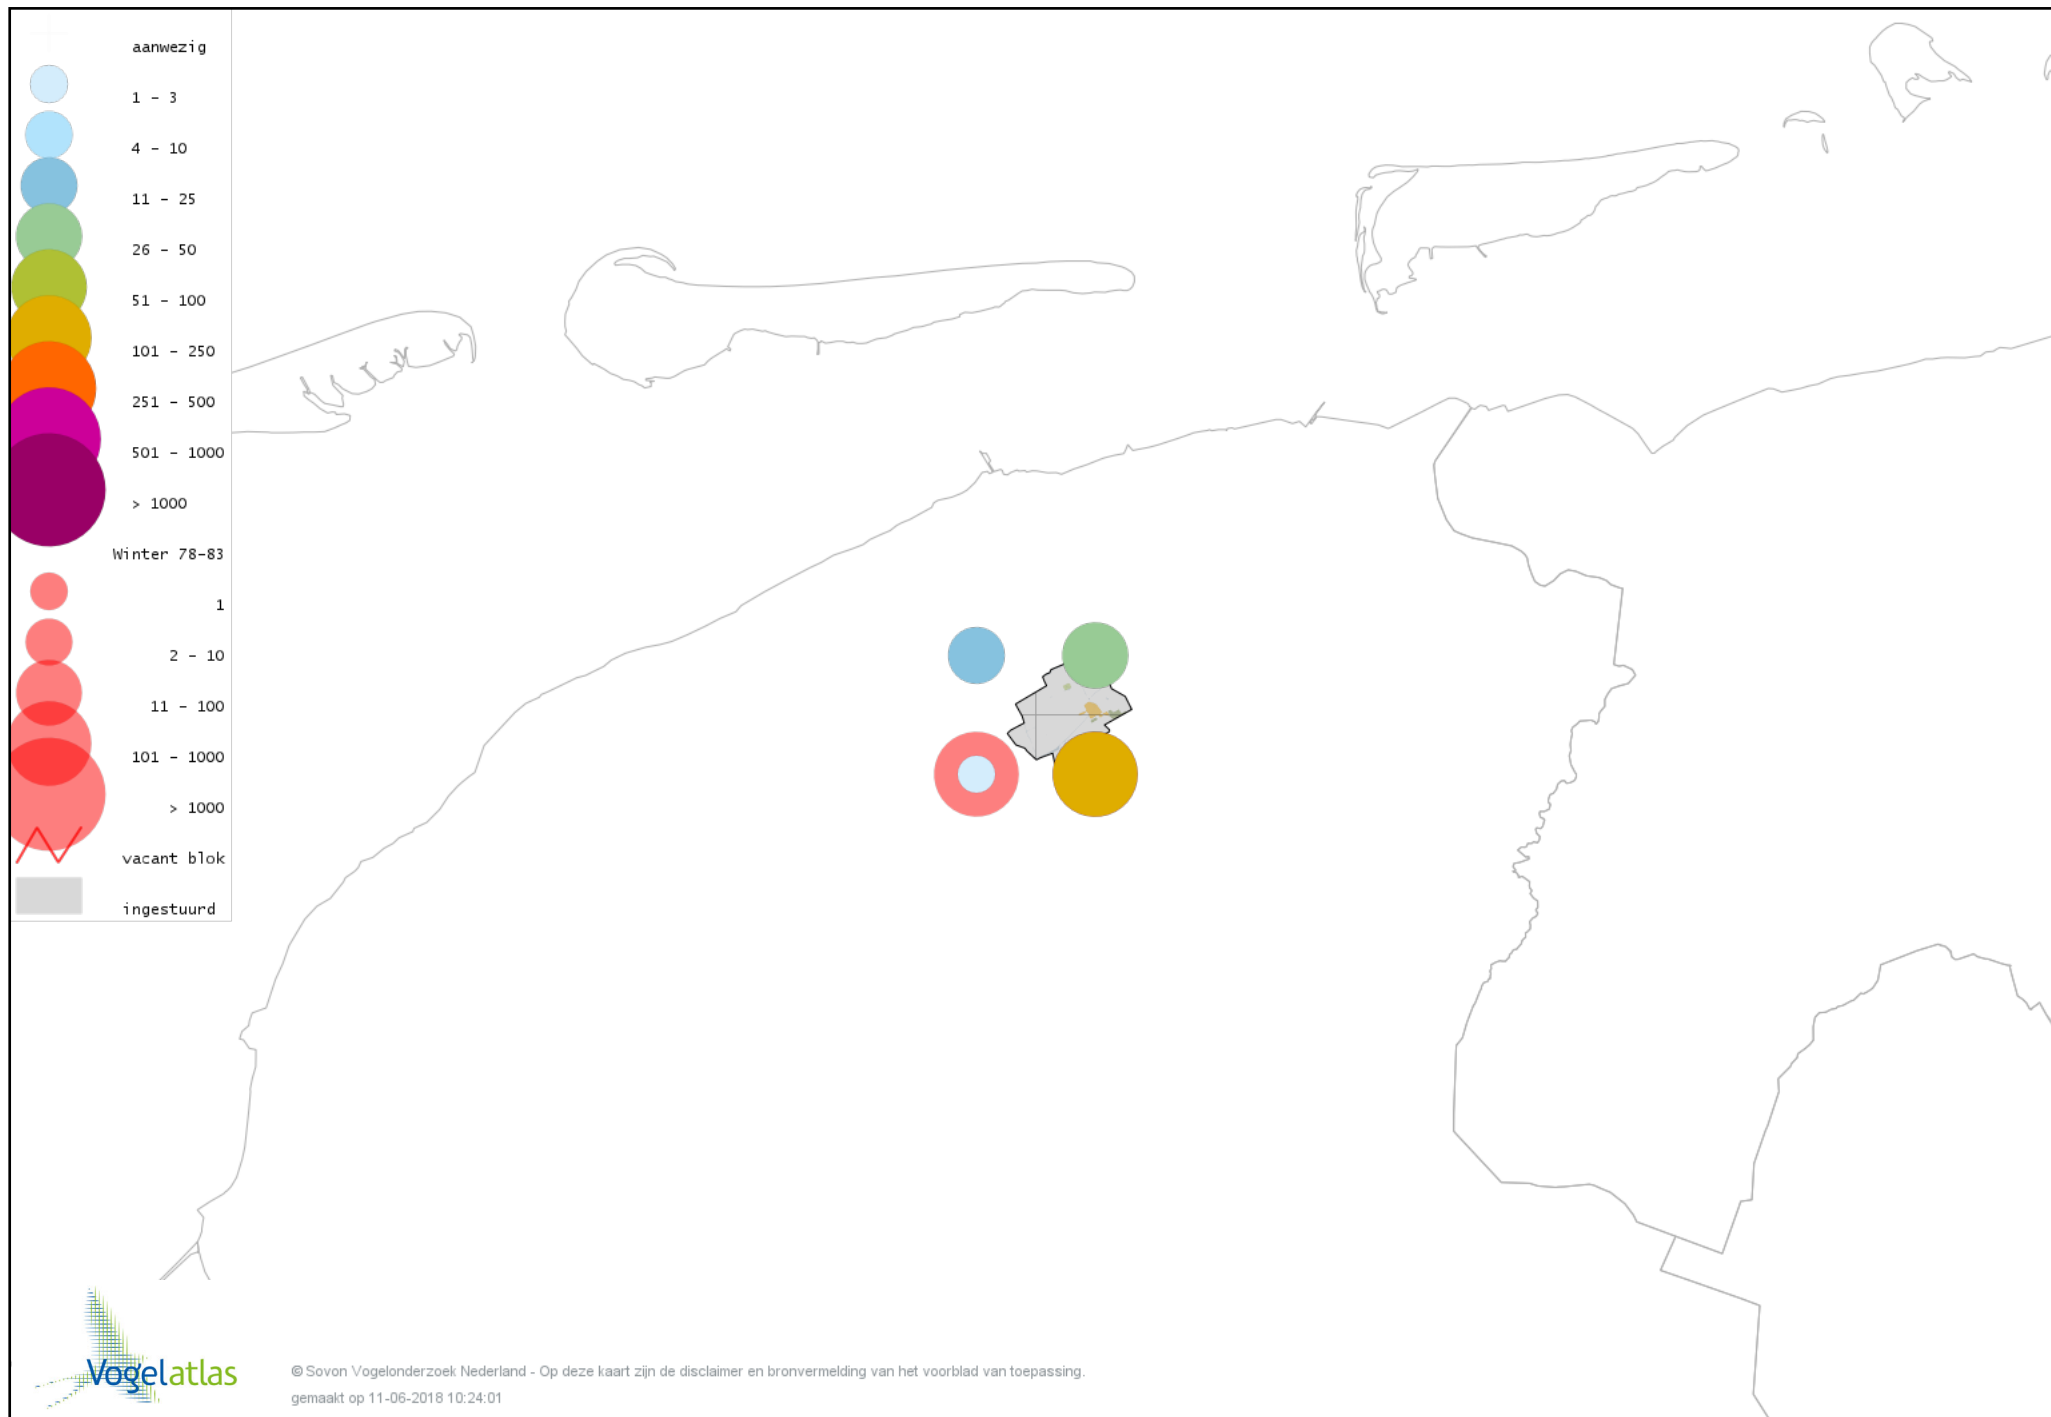 aanwezig
1 - 3
4 - 10
11 - 25
26 - 50
51 - 100
101 - 250
251 - 500
501 - 1000
> 1000
Winter 78-83
1
2 - 10
11 - 100
101 - 1000
> 1000
vacant blok
ingestuurd
Vogelatlas
© Sovon Vogelonderzoek Nederland - Op deze kaart zijn de disclaimer en bronvermelding van het voorblad van toepassing.
gemaakt op 11-06-2018 10:24:01